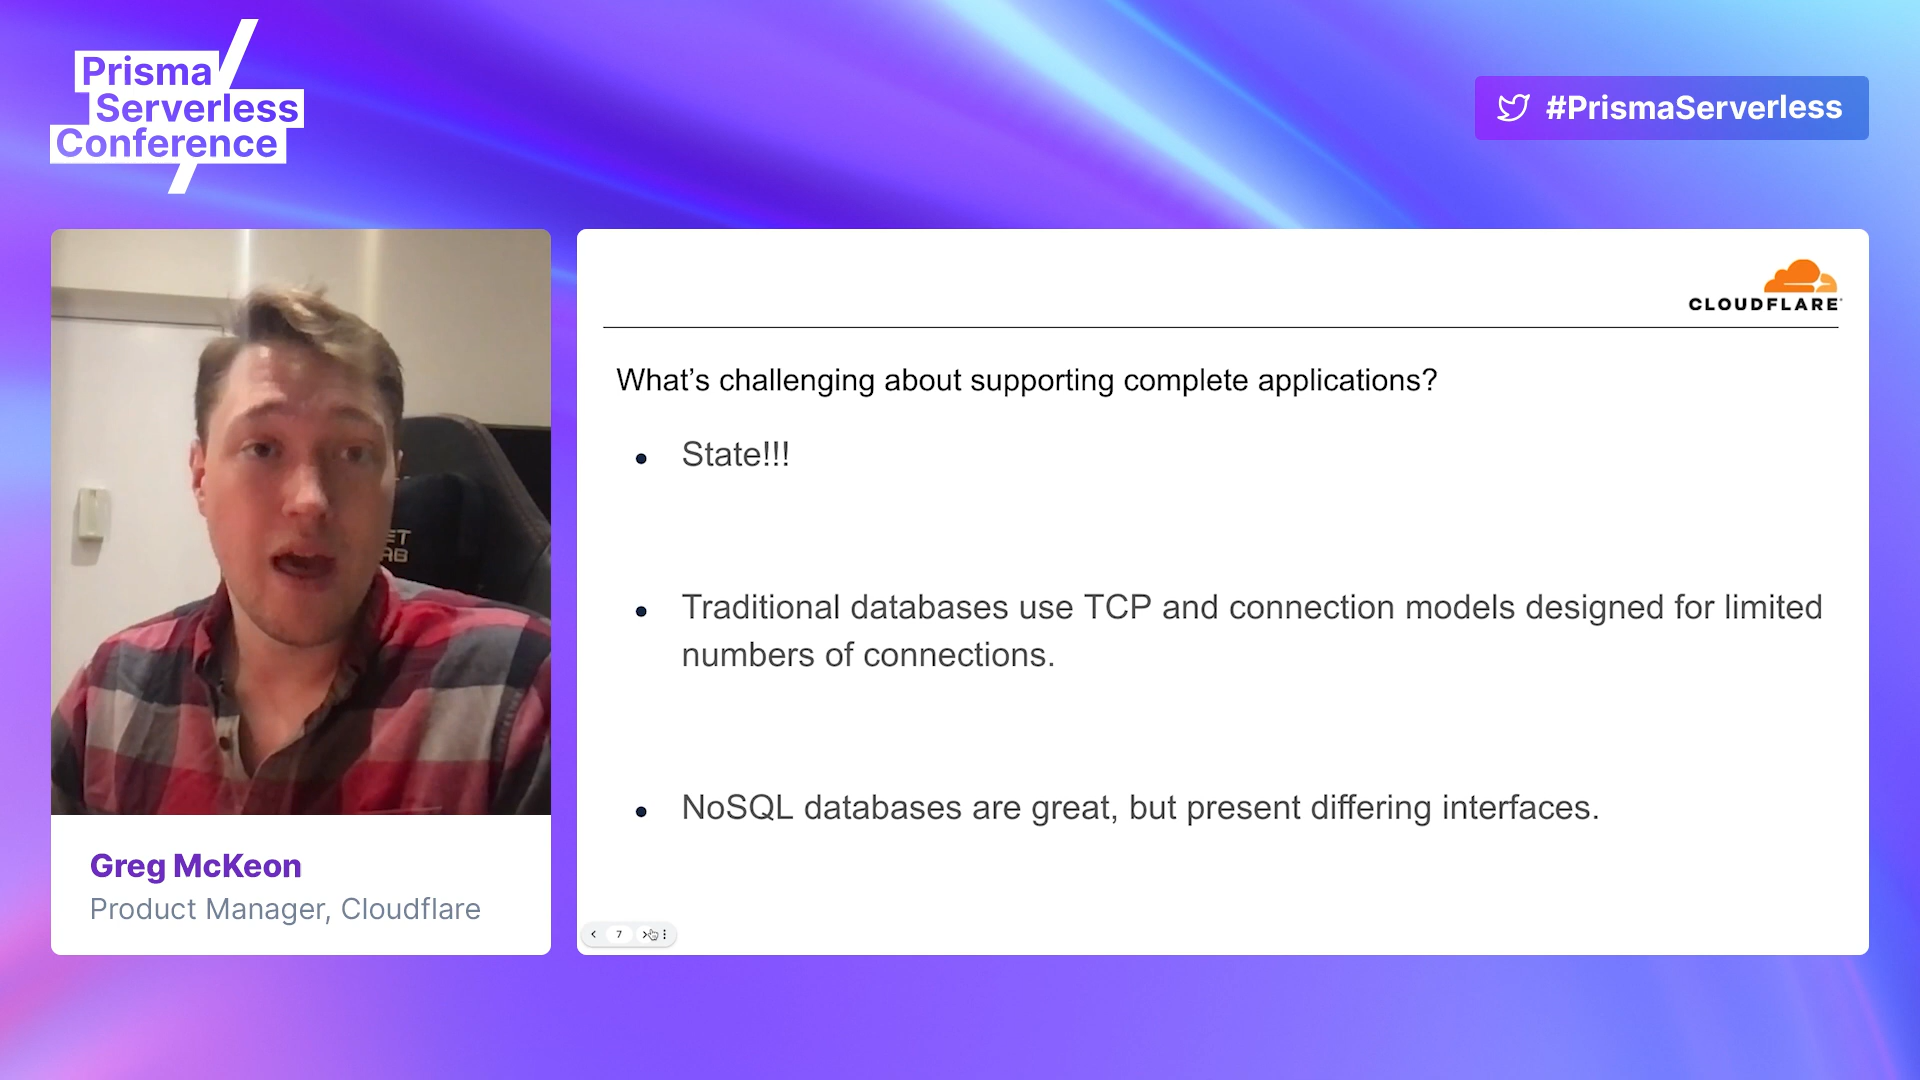 Prisma
Serverless
Conference
#PrismaServerless
CLOUDFLARE
What's challenging about supporting complete applications?
● State!!!
● Traditional databases use TCP and connection models designed for limited
numbers of connections.
● NoSQL databases are great, but present differing interfaces.
ET
AB
Greg McKeon
Product Manager, Cloudflare
7